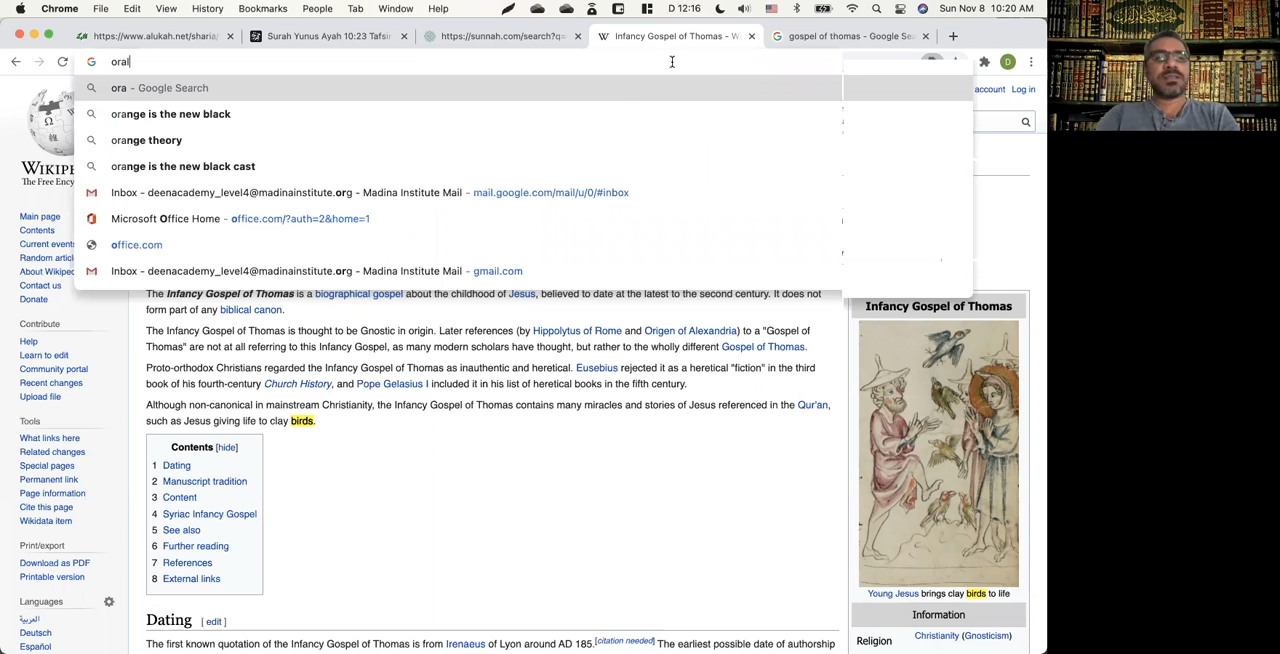 Chrome File Edit View History Bookmarks People Tab Window Help D 12:16 Sun Nov 8 10:20 AM
https://www.alukah.net/sharia/ Surah Yunus Ayah 10:23 Tafsir https://sunnah.com/search?q= Infancy Gospel of Thomas - W gospel of thomas - Google Sea
oral D
ora - Google Search
account Log in
orange is the new black
orange theory
orange is the new black cast
WIKIPE
The Free Ency
Inbox - deenacademy_level4@madinainstitute.org - Madina Institute Mail - mail.google.com/mail/u/0/#inbox
Microsoft Office Home - office.com/?auth=2&home=1
office.com
Inbox - deenacademy_level4@madinainstitute.org - Madina Institute Mail - gmail.com
Main page
Contents
Current events
Random articl
About Wikiped
Contact us
Donate
Contribute
Help
Learn to edit
Community portal
Recent changes
Upload file
Tools
What links here
Related changes
Special pages
Permanent link
Page information
Cite this page
Wikidata item
Print/export
Download as PDF
Printable version
Languages
العربية
Deutsch
Español
The Infancy Gospel of Thomas is a biographical gospel about the childhood of Jesus, believed to date at the latest to the second century. It does not
form part of any biblical canon.
The Infancy Gospel of Thomas is thought to be Gnostic in origin. Later references (by Hippolytus of Rome and Origen of Alexandria) to a "Gospel of
Thomas" are not at all referring to this Infancy Gospel, as many modern scholars have thought, but rather to the wholly different Gospel of Thomas.
Proto-orthodox Christians regarded the Infancy Gospel of Thomas as inauthentic and heretical. Eusebius rejected it as a heretical "fiction" in the third
book of his fourth-century Church History, and Pope Gelasius I included it in his list of heretical books in the fifth century.
Although non-canonical in mainstream Christianity, the Infancy Gospel of Thomas contains many miracles and stories of Jesus referenced in the Qur'an,
such as Jesus giving life to clay birds.
Contents [hide]
1 Dating
2 Manuscript tradition
3 Content
4 Syriac Infancy Gospel
5 See also
6 Further reading
7 References
8 External links
Dating [ edit ]
The first known quotation of the Infancy Gospel of Thomas is from Irenaeus of Lyon around AD 185.[citation needed] The earliest possible date of authorship
Infancy Gospel of Thomas
Young Jesus brings clay birds to life
Information
Religion Christianity (Gnosticism)